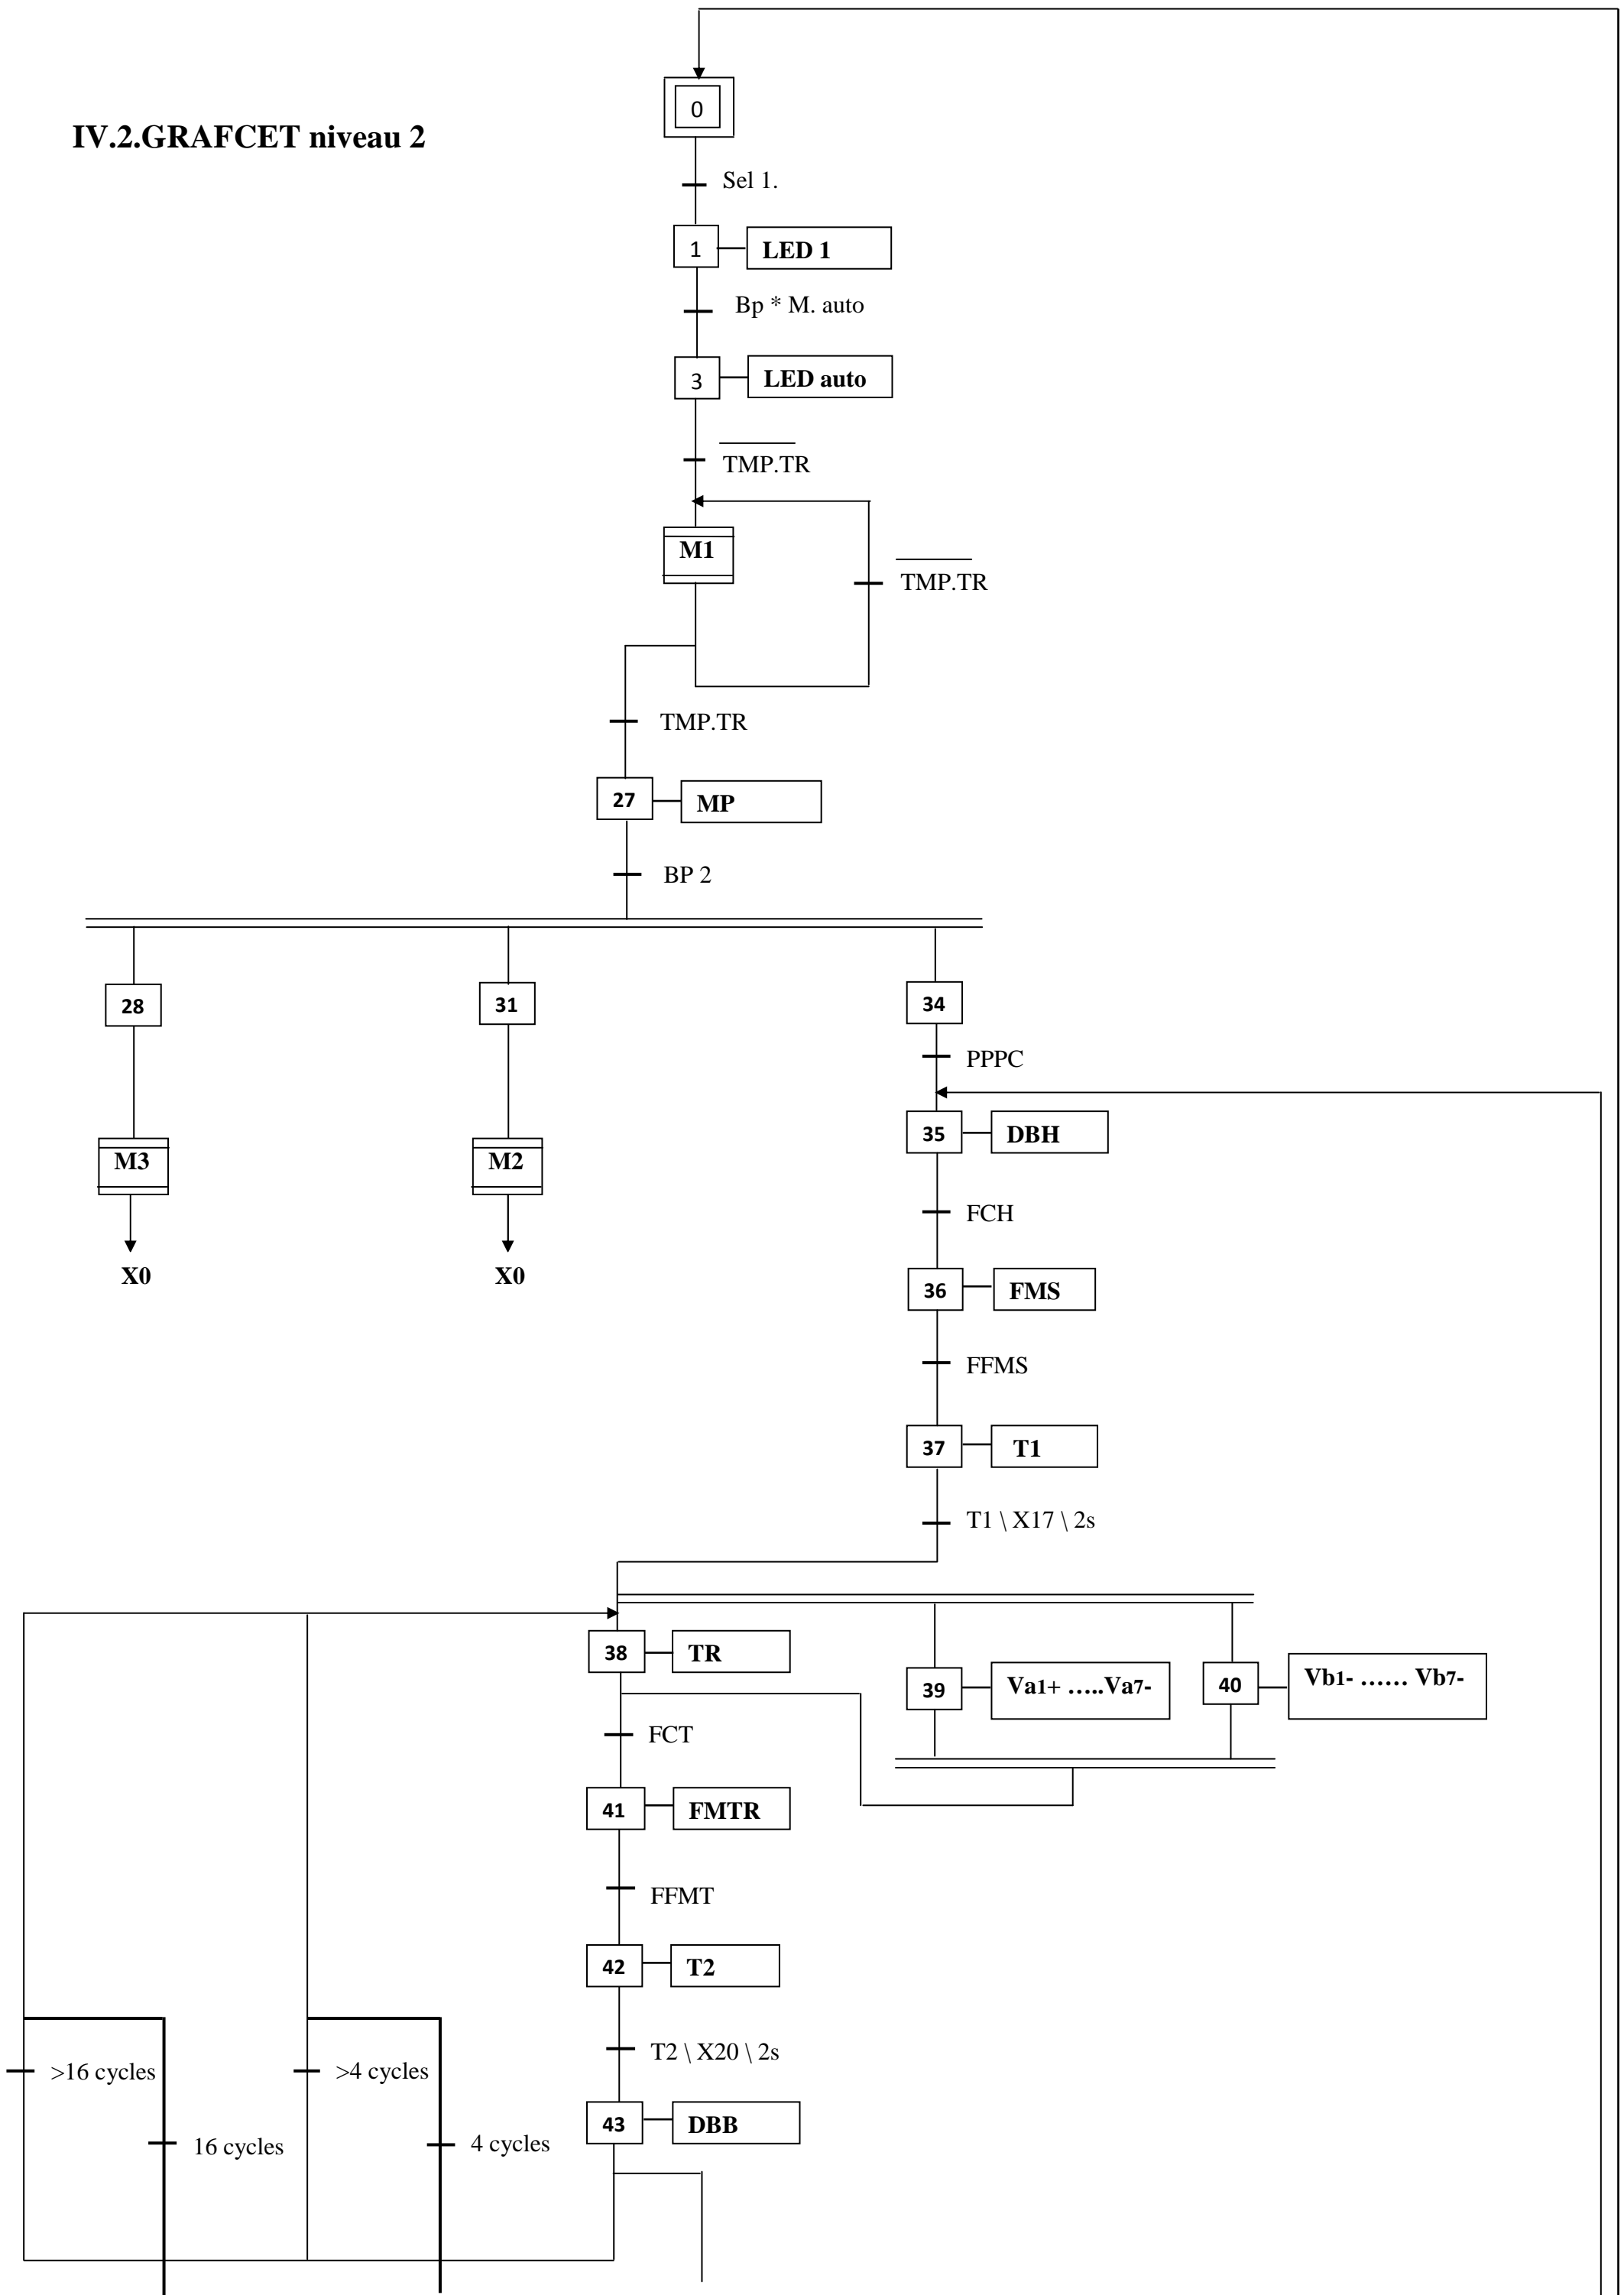 IV.2.GRAFCET niveau 2
0
Sel 1.
1 LED 1
Bp * M. auto
3 LED auto
TMP.TR
M1
TMP.TR
TMP.TR
27 MP
BP 2
28 31 34
PPPC
35 DBH
M3 M2
FCH
X0 X0
36 FMS
FFMS
37 T1
T1 \ X17 \ 2s
38 TR
39 Va1+ …..Va7-
40 Vb1- …… Vb7-
FCT
41 FMTR
FFMT
42 T2
T2 \ X20 \ 2s
>16 cycles >4 cycles
43 DBB
16 cycles 4 cycles